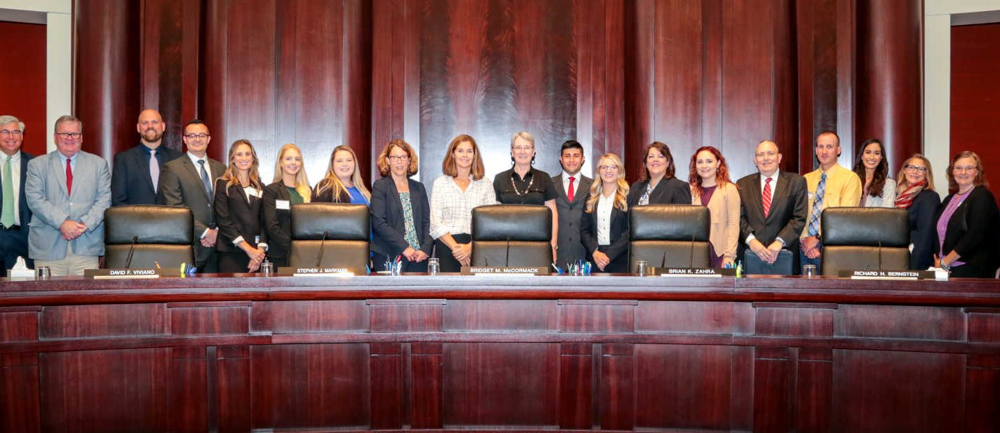 DAVID F. VIVIANO
STEPHEN J. MARKMAN
BRIDGET M. McCORMACK
BRIAN K. ZAHRA
RICHARD H. BERNSTEIN